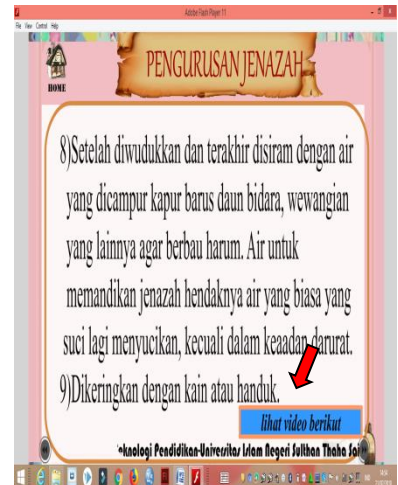 Adobe Flash Player 11
File View Control Help
HOME
PENGURUSAN JENAZAH
8)Setelah diwudukkan dan terakhir disiram dengan air
yang dicampur kapur barus daun bidara, wewangian
yang lainnya agar berbau harum. Air untuk
memandikan jenazah hendaknya air yang biasa yang
suci lagi menyucikan, kecuali dalam keaadan darurat.
9)Dikeringkan dengan kain atau handuk.
lihat video berikut
eknologi Pendidikan-Universitas Islam Negeri Sulthan Thaha Sai